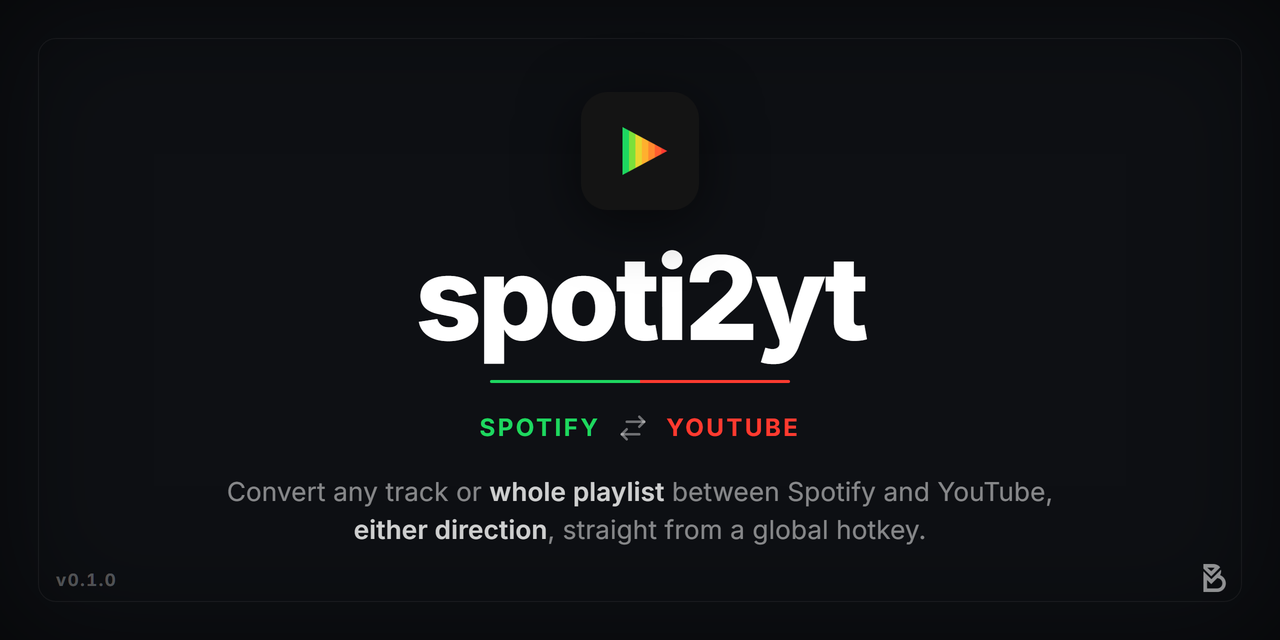 spoti2yt
SPOTIFY ⇄ YOUTUBE
Convert any track or whole playlist between Spotify and YouTube,
either direction, straight from a global hotkey.
v0.1.0